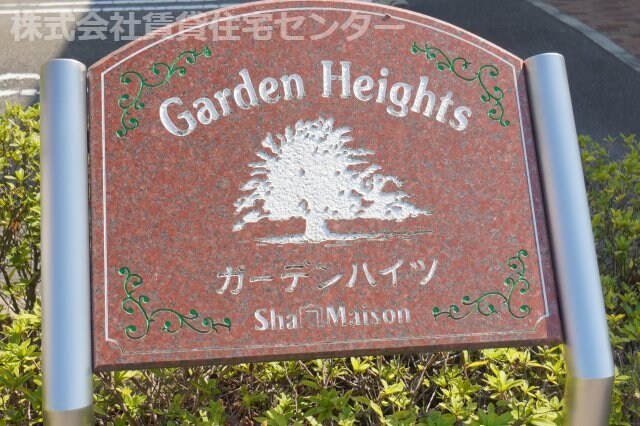 株式会社賃貸住宅センター
Garden Heights
ガーデンハイツ
Sha Maison